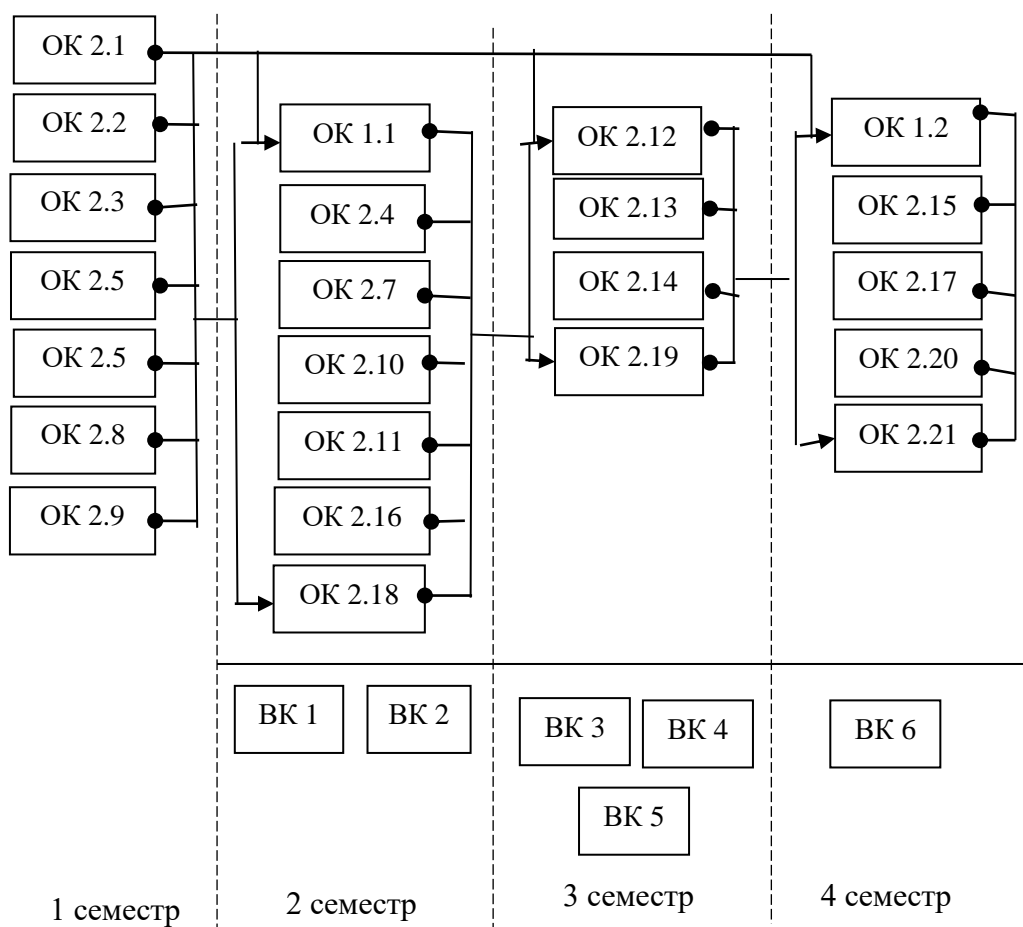 ОК 2.1
ОК 2.2
ОК 2.3
ОК 2.5
ОК 2.5
ОК 2.8
ОК 2.9
ОК 1.1
ОК 2.4
ОК 2.7
ОК 2.10
ОК 2.11
ОК 2.16
ОК 2.18
ОК 2.12
ОК 2.13
ОК 2.14
ОК 2.19
ОК 1.2
ОК 2.15
ОК 2.17
ОК 2.20
ОК 2.21
ВК 1
ВК 2
ВК 3
ВК 4
ВК 5
ВК 6
1 семестр
2 семестр
3 семестр
4 семестр